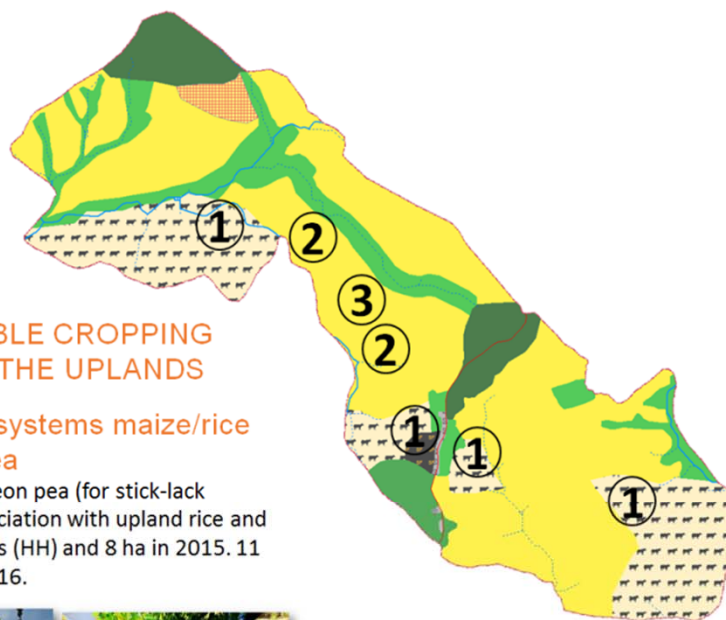 1
2
3
2
1
1
1
BLE CROPPING
THE UPLANDS
systems maize/rice
ea
eon pea (for stick-lack
ciation with upland rice and
s (HH) and 8 ha in 2015. 11
16.